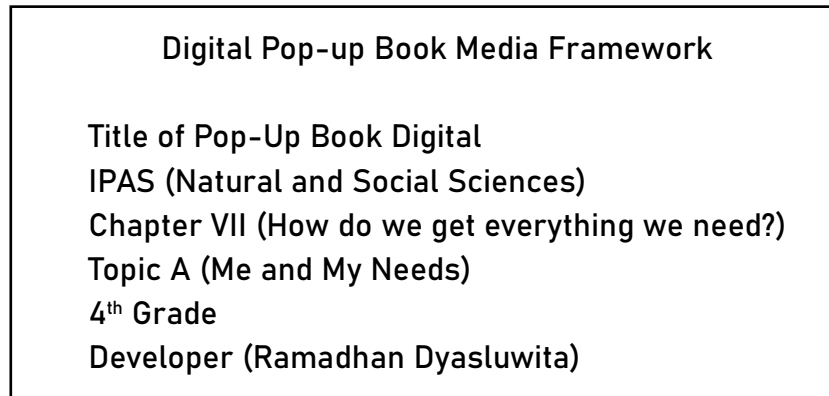 Digital Pop-up Book Media Framework
Title of Pop-Up Book Digital
IPAS (Natural and Social Sciences)
Chapter VII (How do we get everything we need?)
Topic A (Me and My Needs)
4th Grade
Developer (Ramadhan Dyasluwita)